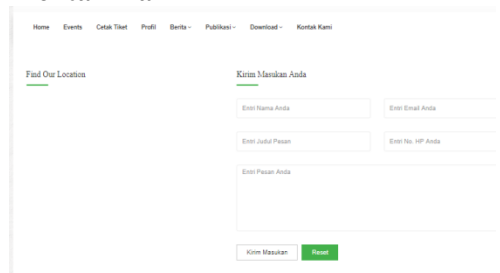 Home Events Cetak Tiket Profil Berita Publikasi Download Kontak Kami
Find Our Location
Kirim Masukan Anda
Entri Nama Anda
Entri Email Anda
Entri Judul Pesan
Entri No. HP Anda
Entri Pesan Anda
Kirim Masukan
Reset